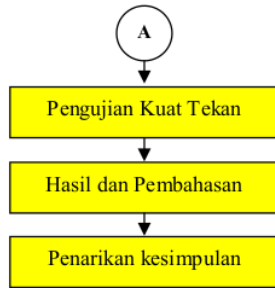 A
Pengujian Kuat Tekan
Hasil dan Pembahasan
Penarikan kesimpulan